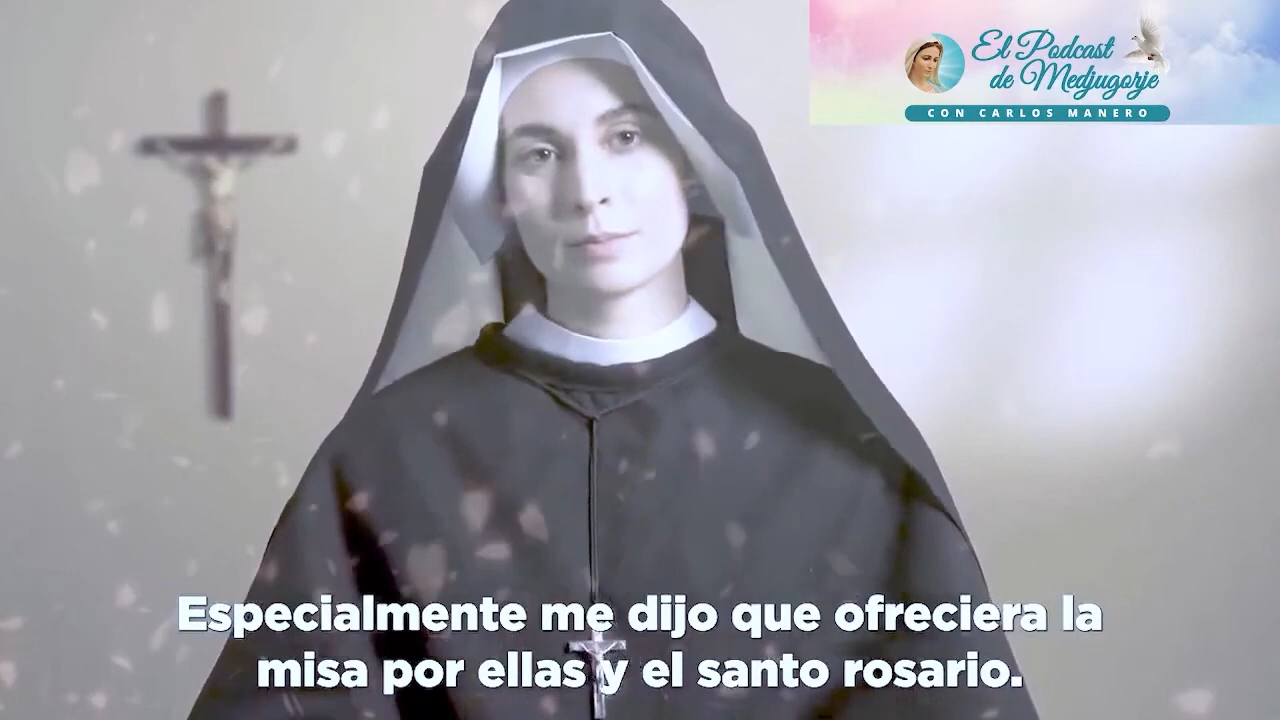 El Podcast
de Medjugorje
CON CARLOS MANERO
Especialmente me dijo que ofreciera la
misa por ellas y el santo rosario.